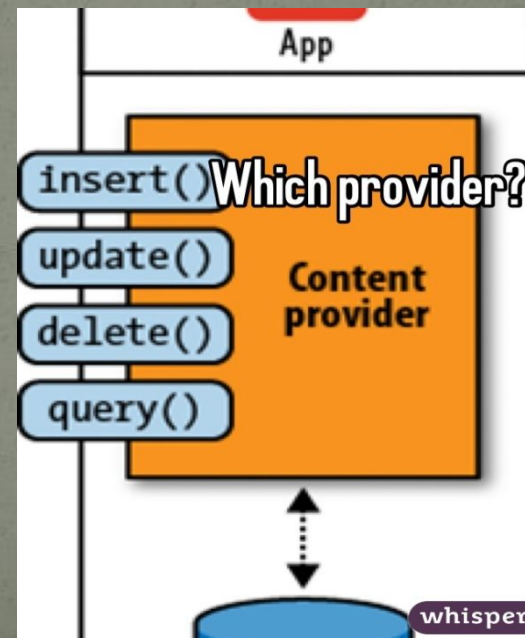 App
insert()
Which provider?
update()
Content
provider
delete()
query()
whisper